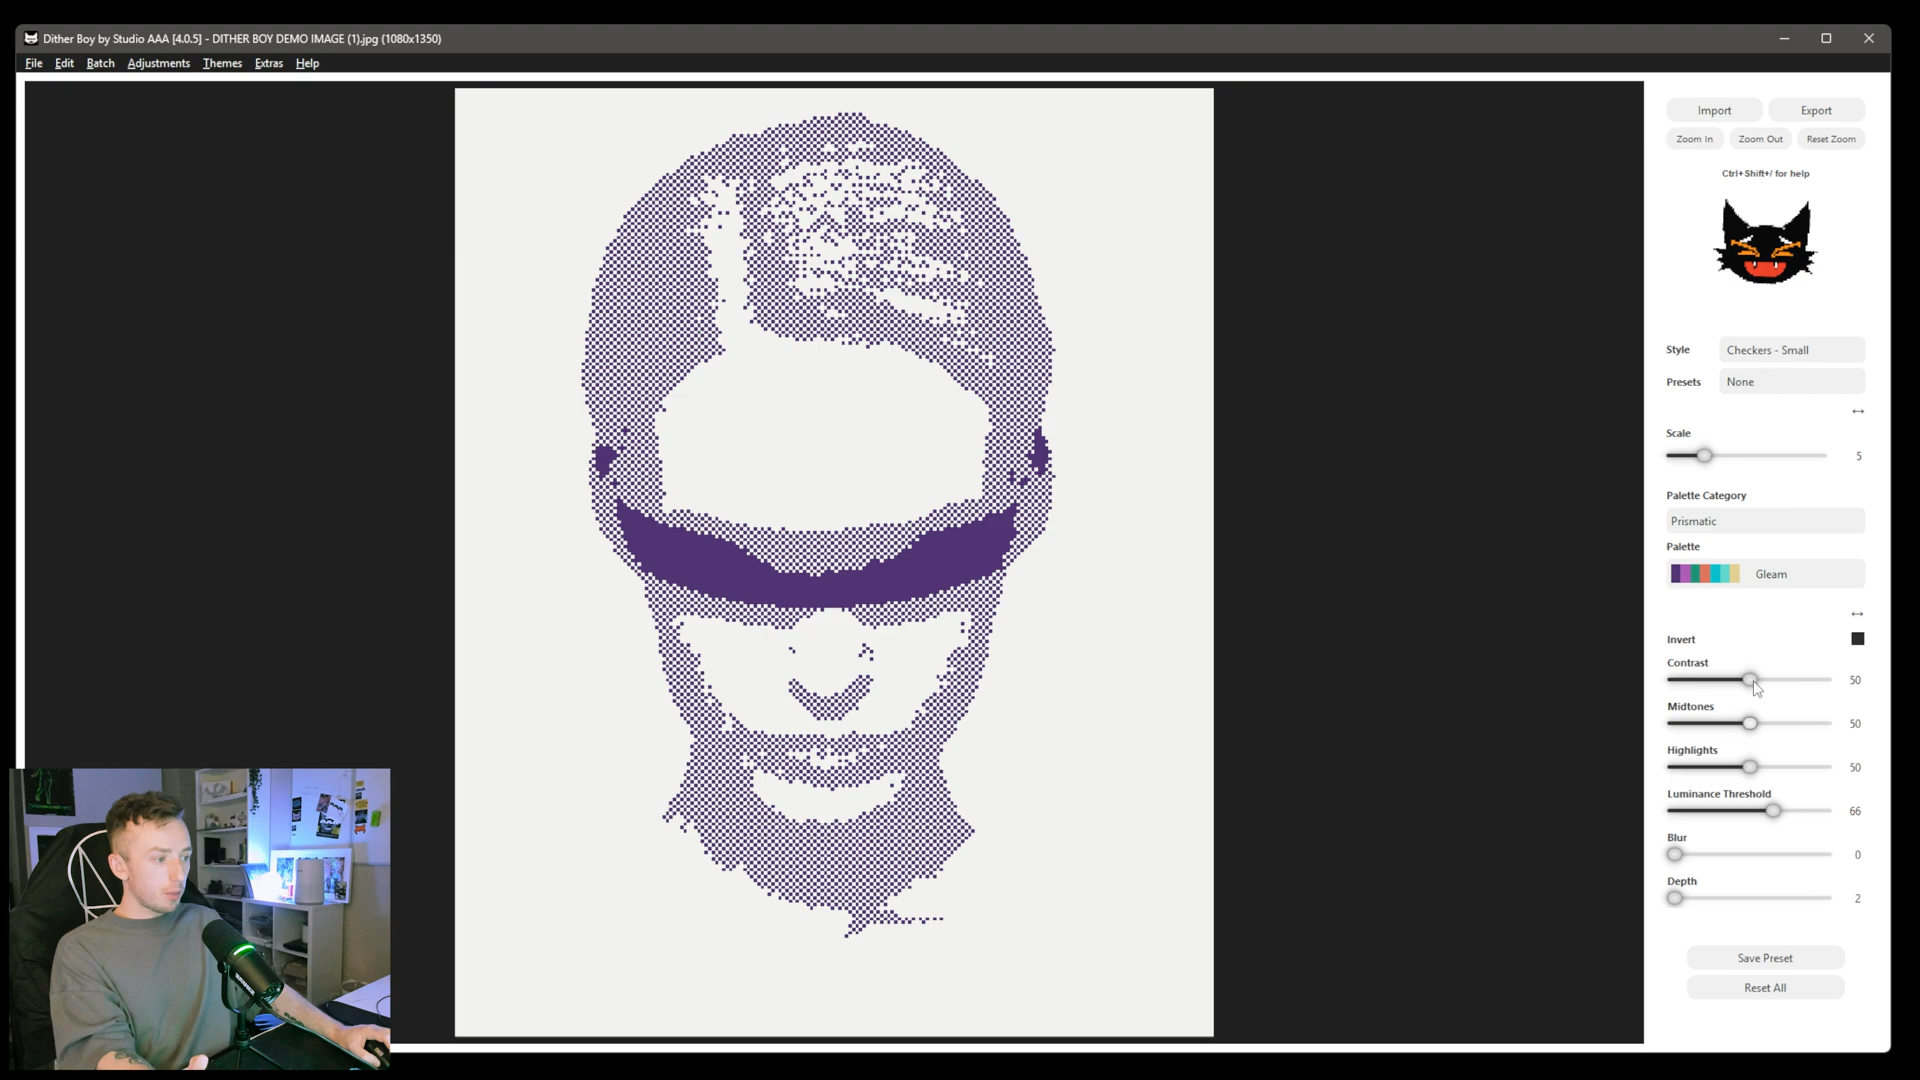 Dither Boy by Studio AAA [4.0.5] - DITHER BOY DEMO IMAGE (1).jpg (1080x1350)
File Edit Batch Adjustments Themes Extras Help
Import Export
Zoom In Zoom Out Reset Zoom
Ctrl+Shift+/ for help
Style Checkers - Small
Presets None
Scale
5
Palette Category
Prismatic
Palette
Gleam
Invert
Contrast
50
Midtones
50
Highlights
50
Luminance Threshold
66
Blur
0
Depth
2
Save Preset
Reset All